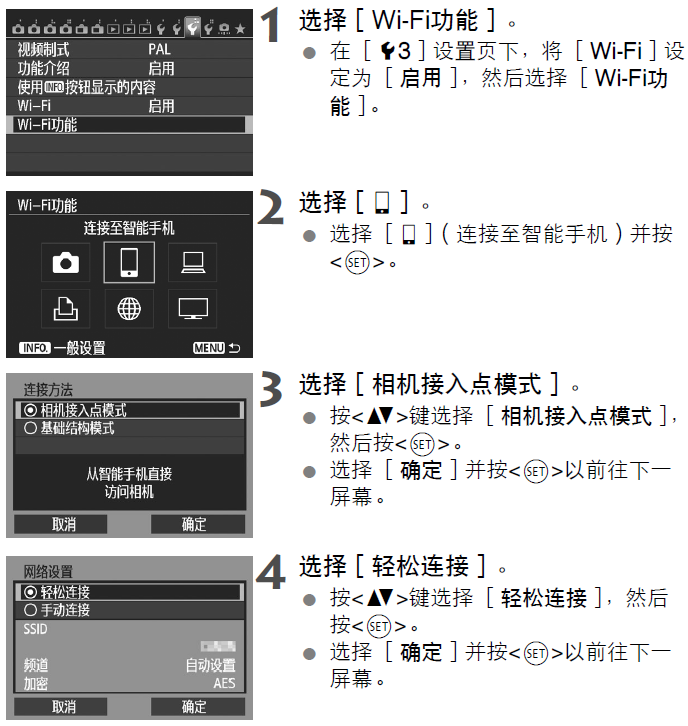 视频制式 PAL
功能介绍 启用
使用INFO按钮显示的内容
Wi-Fi 启用
Wi-Fi功能
1 选择［Wi-Fi功能］。
● 在［3］设置页下，将［Wi-Fi］设
定为［启用］，然后选择［Wi-Fi功
能］。
Wi-Fi功能
连接至智能手机
INFO. 一般设置 MENU
2 选择［］。
● 选择［］（连接至智能手机）并按
<SET>。
连接方法
相机接入点模式
基础结构模式
从智能手机直接
访问相机
取消 确定
3 选择［相机接入点模式］。
● 按<▲▼>键选择［相机接入点模式］，
然后按<SET>。
● 选择［确定］并按<SET>以前往下一
屏幕。
网络设置
轻松连接
手动连接
SSID
频道 自动设置
加密 AES
取消 确定
4 选择［轻松连接］。
● 按<▲▼>键选择［轻松连接］，然后
按<SET>。
● 选择［确定］并按<SET>以前往下一
屏幕。